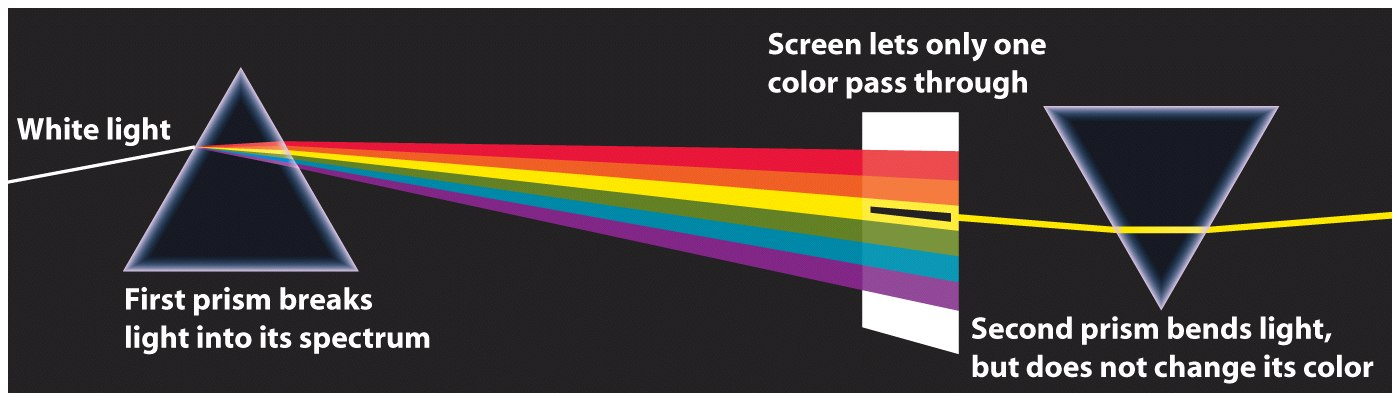 White light
First prism breaks
light into its spectrum
Screen lets only one
color pass through
Second prism bends light,
but does not change its color